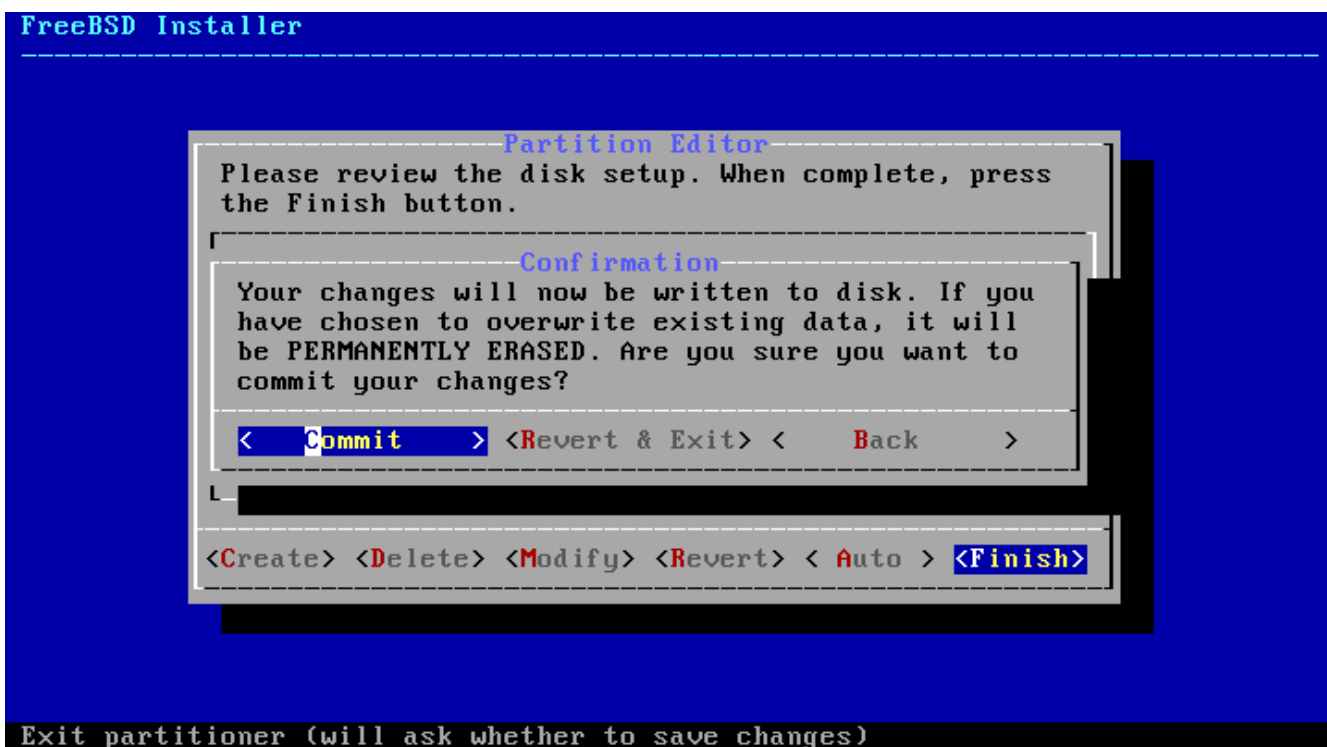 FreeBSD Installer
Partition Editor
Please review the disk setup. When complete, press
the Finish button.
Confirmation
Your changes will now be written to disk. If you
have chosen to overwrite existing data, it will
be PERMANENTLY ERASED. Are you sure you want to
commit your changes?
< Commit > <Revert & Exit> < Back >
<Create> <Delete> <Modify> <Revert> < Auto > <Finish>
Exit partitioner (will ask whether to save changes)